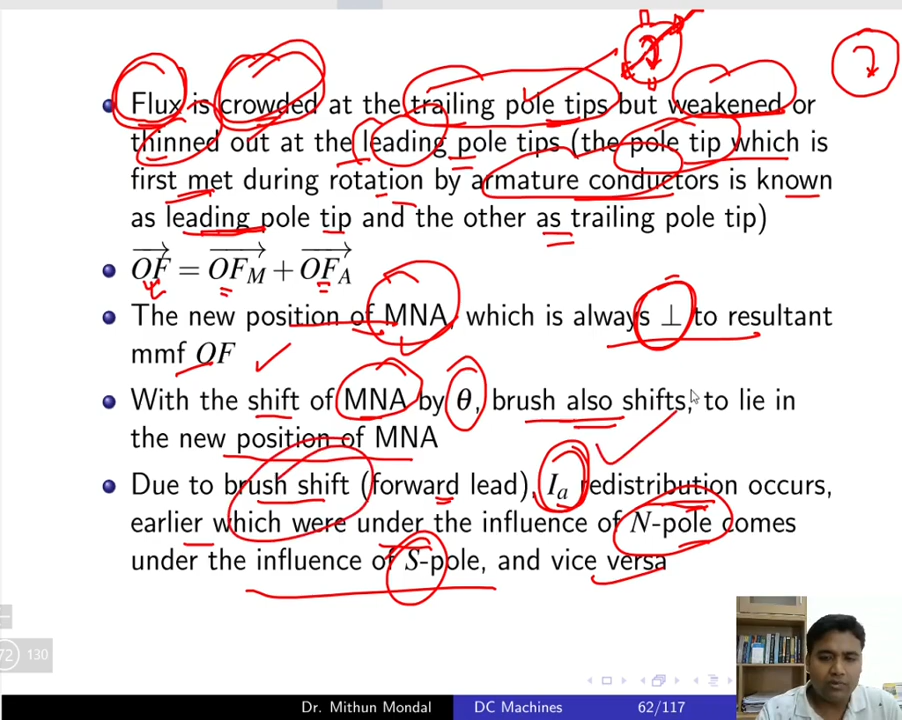 Flux is crowded at the trailing pole tips but weakened or
thinned out at the leading pole tips (the pole tip which is
first met during rotation by armature conductors is known
as leading pole tip and the other as trailing pole tip)
OF = OF_M + OF_A
The new position of MNA, which is always ⊥ to resultant
mmf OF
With the shift of MNA by θ, brush also shifts, to lie in
the new position of MNA
Due to brush shift (forward lead), I_a redistribution occurs,
earlier which were under the influence of N-pole comes
under the influence of S-pole, and vice versa
72 130
Dr. Mithun Mondal DC Machines 62/117